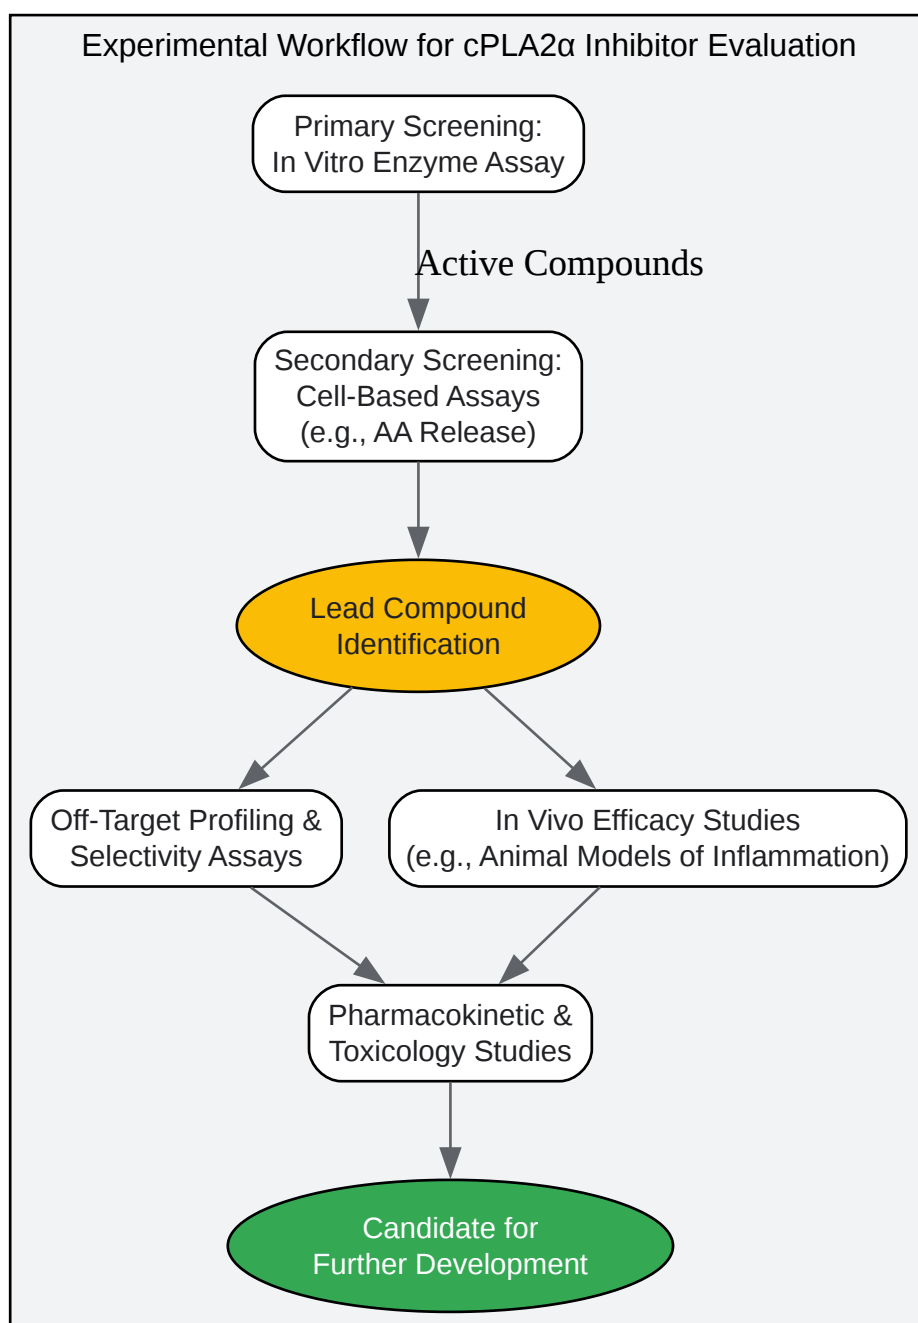 Experimental Workflow for cPLA2α Inhibitor Evaluation
Primary Screening:
In Vitro Enzyme Assay
Active Compounds
Secondary Screening:
Cell-Based Assays
(e.g., AA Release)
Lead Compound
Identification
Off-Target Profiling &
Selectivity Assays
In Vivo Efficacy Studies
(e.g., Animal Models of Inflammation)
Pharmacokinetic &
Toxicology Studies
Candidate for
Further Development